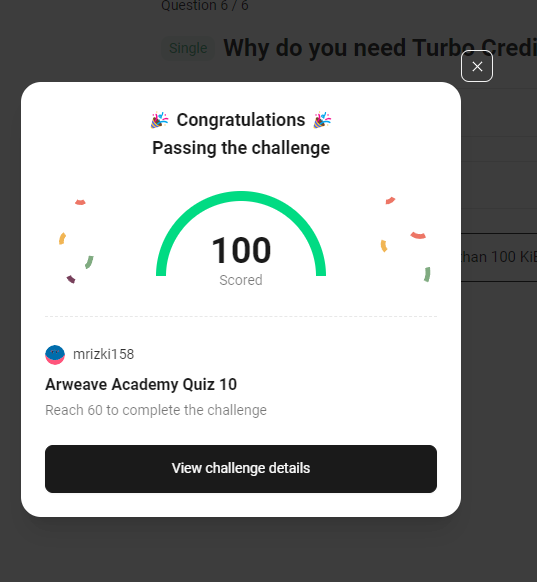 Question 6 / 6
Single Why do you need Turbo Credi
Congratulations
Passing the challenge
100
Scored
than 100 KiB
mrizki158
Arweave Academy Quiz 10
Reach 60 to complete the challenge
View challenge details